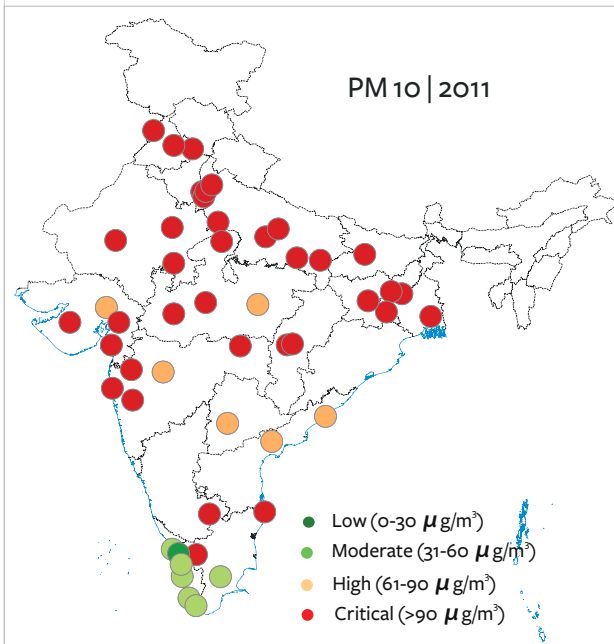 PM 10 | 2011
Low (0-30 μg/m³)
Moderate (31-60 μg/m³)
High (61-90 μg/m³)
Critical (>90 μg/m³)